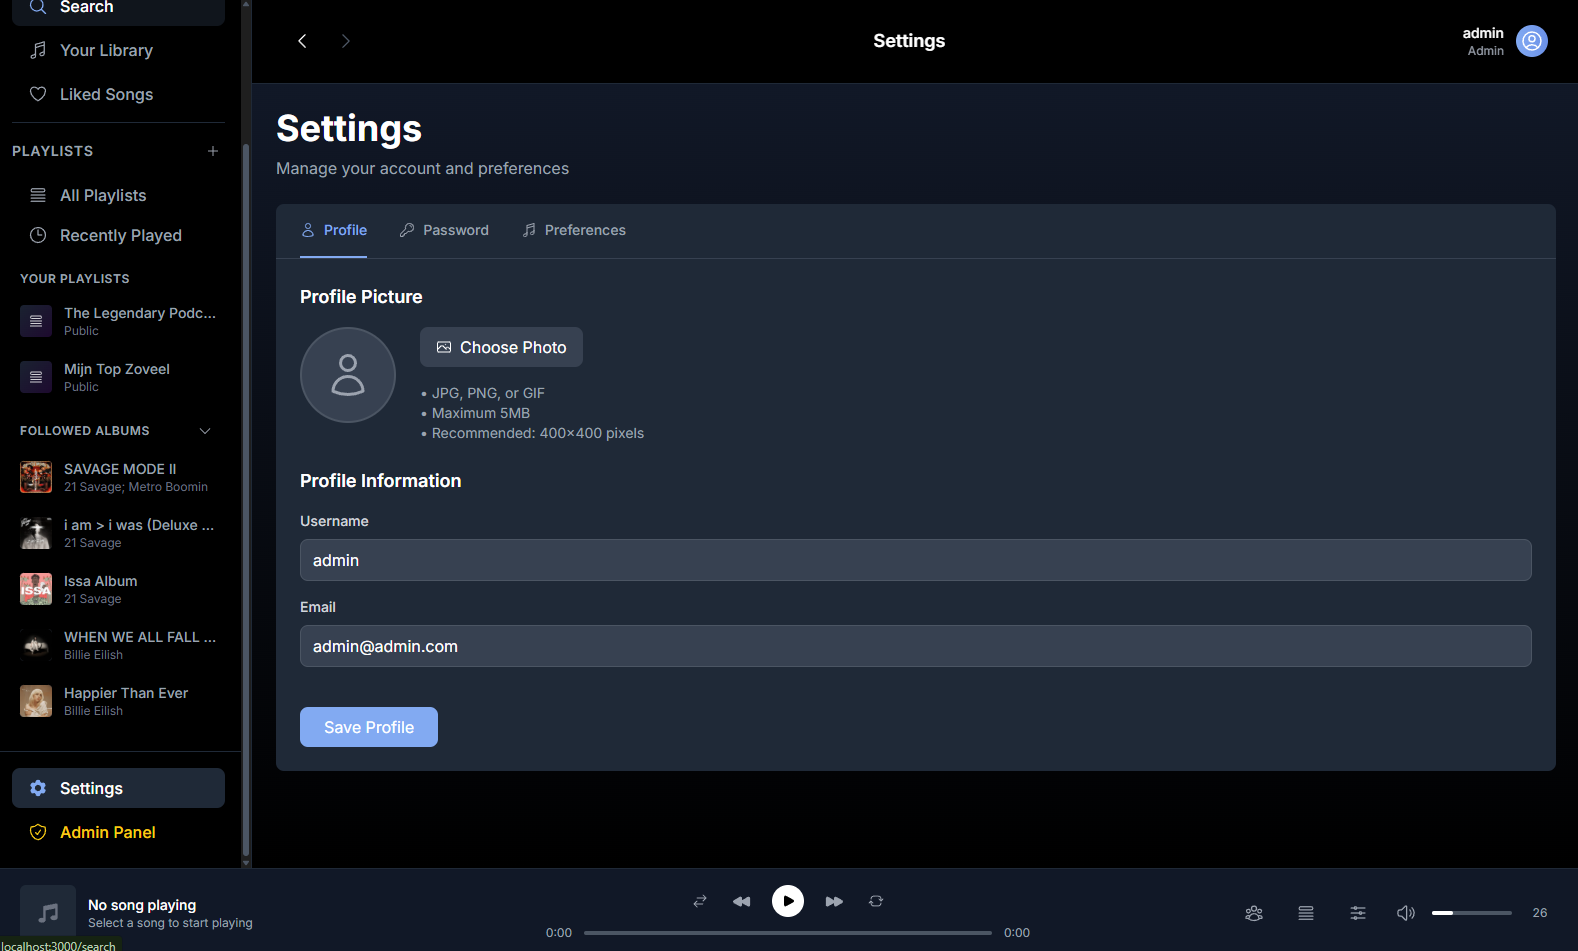 Search
Your Library
Liked Songs
PLAYLISTS
All Playlists
Recently Played
YOUR PLAYLISTS
The Legendary Podc...
Public
Mijn Top Zoveel
Public
FOLLOWED ALBUMS
SAVAGE MODE II
21 Savage; Metro Boomin
i am > i was (Deluxe ...
21 Savage
ISSA
Issa Album
21 Savage
WHEN WE ALL FALL ...
Billie Eilish
Happier Than Ever
Billie Eilish
Settings
Admin Panel
Settings
admin
Admin
Settings
Manage your account and preferences
Profile
Password
Preferences
Profile Picture
Choose Photo
• JPG, PNG, or GIF
• Maximum 5MB
• Recommended: 400×400 pixels
Profile Information
Username
admin
Email
admin@admin.com
Save Profile
No song playing
Select a song to start playing
0:00
0:00
26
localhost:3000/search